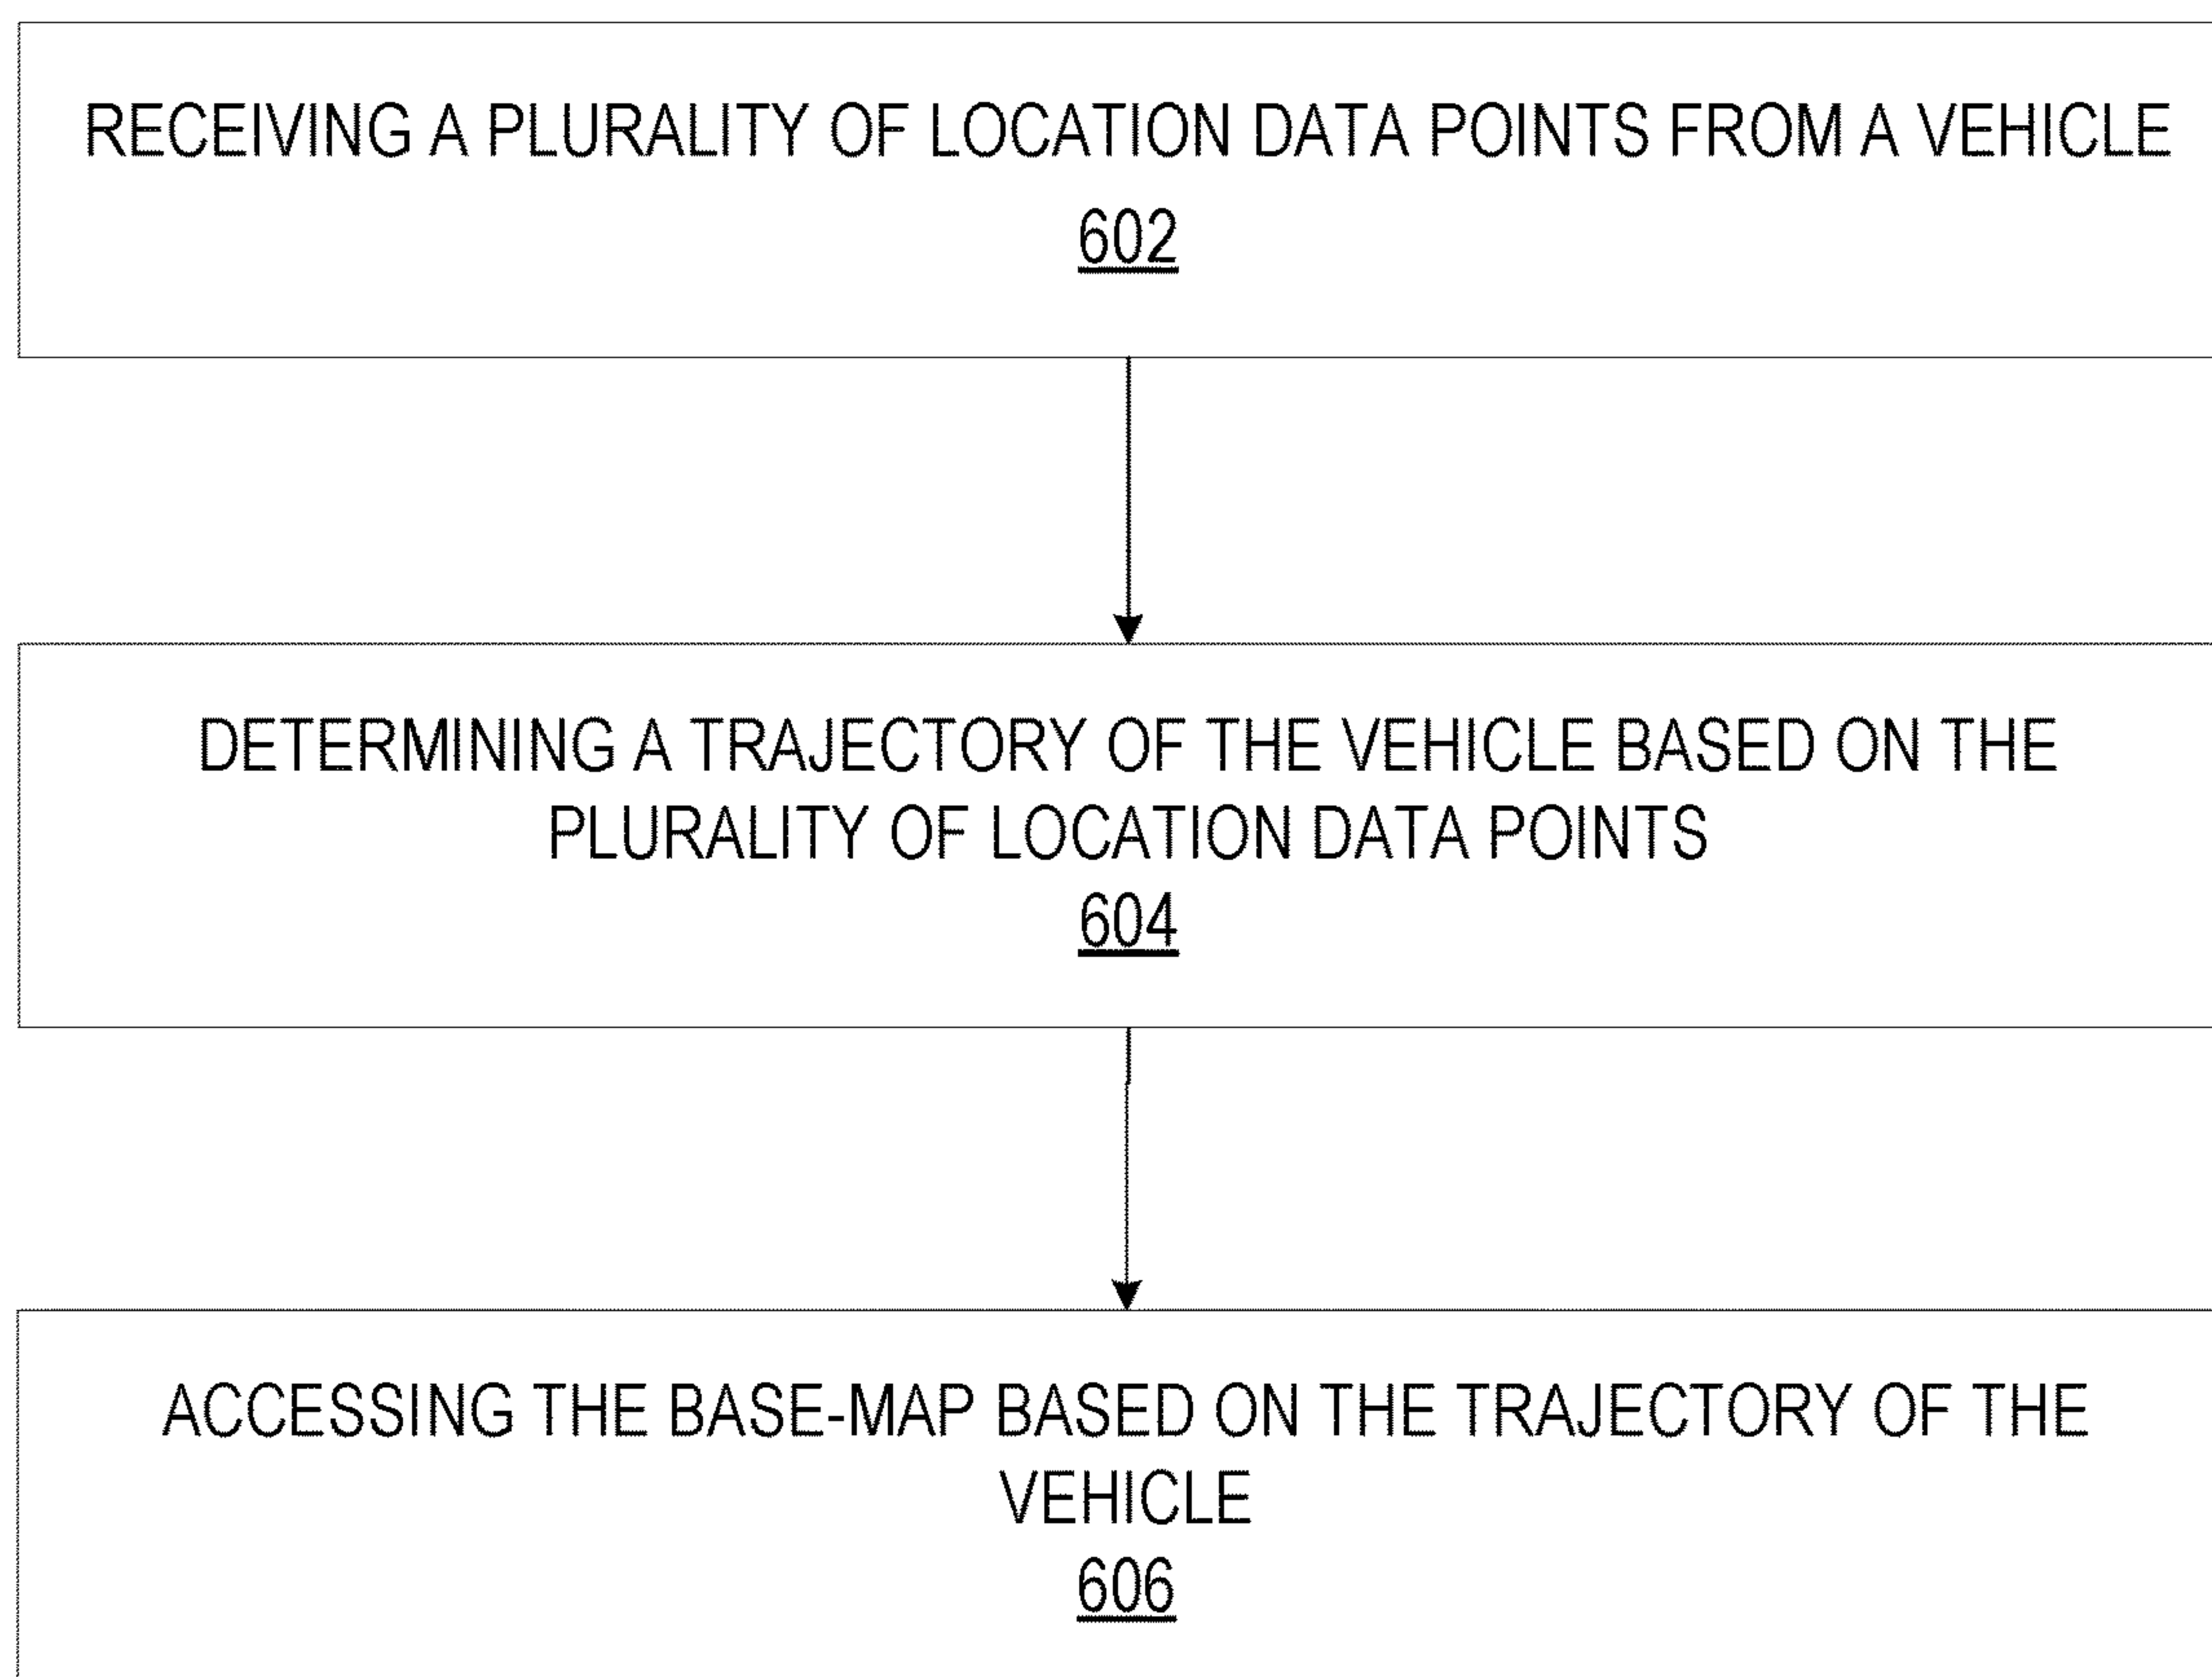 RECEIVING A PLURALITY OF LOCATION DATA POINTS FROM A VEHICLE
602
DETERMINING A TRAJECTORY OF THE VEHICLE BASED ON THE
PLURALITY OF LOCATION DATA POINTS
604
ACCESSING THE BASE-MAP BASED ON THE TRAJECTORY OF THE
VEHICLE
606